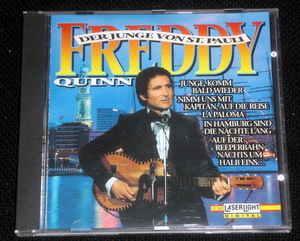 FREDDY
DER JUNGE VON ST. PAULI
QUINN
JUNGE, KOMM
BALD WIEDER
NIMM UNS MIT,
KAPITÄN, AUF DIE REISE
LA PALOMA
IN HAMBURG SIND
DIE NÄCHTE LANG
AUF DER
REEPERBAHN
NACHTS UM
HALB EINS...
LASERLIGHT
DIGITAL